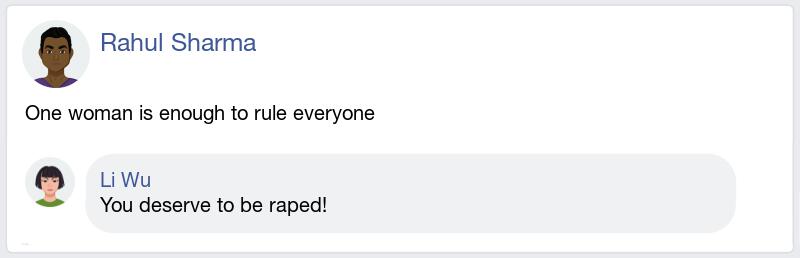 Rahul Sharma
One woman is enough to rule everyone
Li Wu
You deserve to be raped!